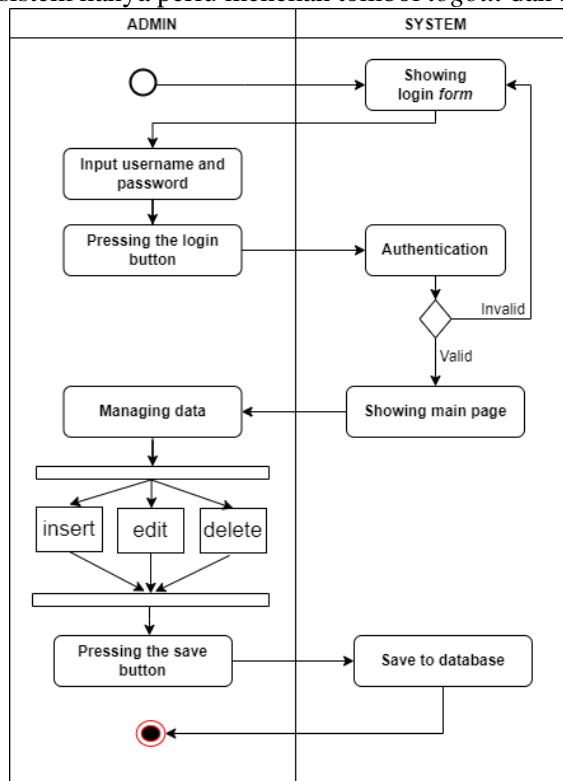 ADMIN
SYSTEM
Showing
login form
Input username and
password
Pressing the login
button
Authentication
Invalid
Valid
Managing data
Showing main page
insert
edit
delete
Pressing the save
button
Save to database